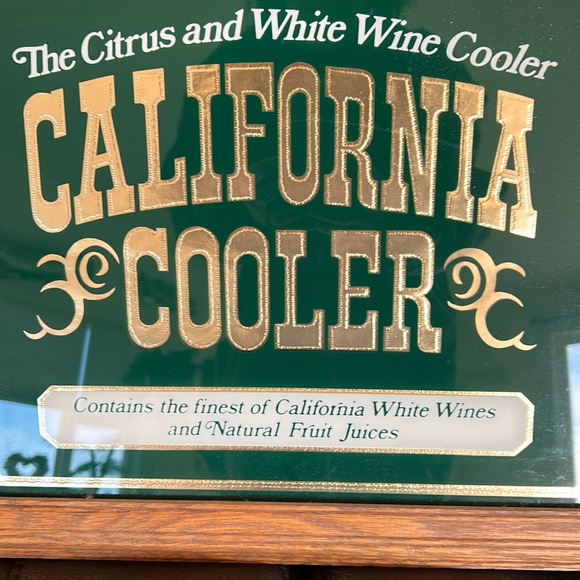 The Citrus and White Wine Cooler
CALIFORNIA
COOLER
Contains the finest of California White Wines
and Natural Fruit Juices